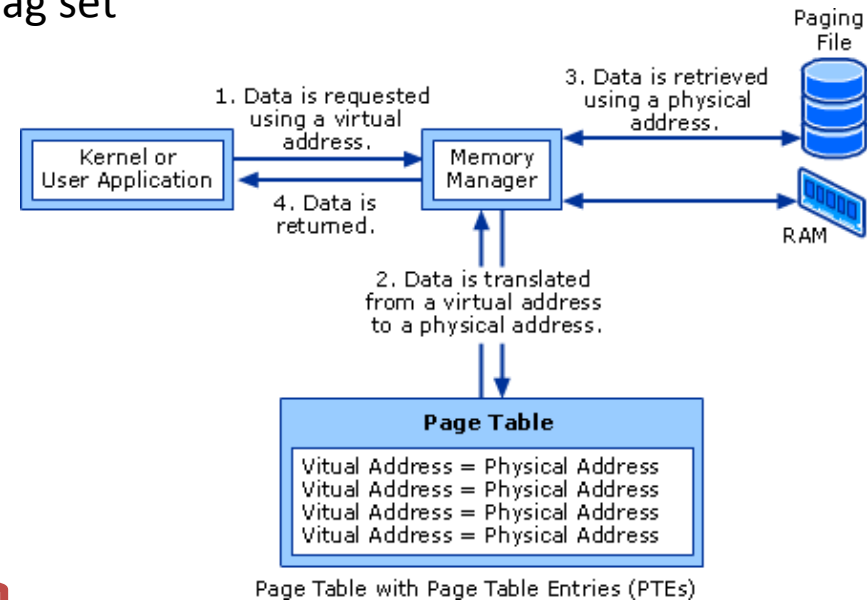 ag set
Paging
File
1. Data is requested
using a virtual
address.
3. Data is retrieved
using a physical
address.
Kernel or
User Application
Memory
Manager
4. Data is
returned.
RAM
2. Data is translated
from a virtual address
to a physical address.
Page Table
Vitual Address = Physical Address
Vitual Address = Physical Address
Vitual Address = Physical Address
Vitual Address = Physical Address
Page Table with Page Table Entries (PTEs)